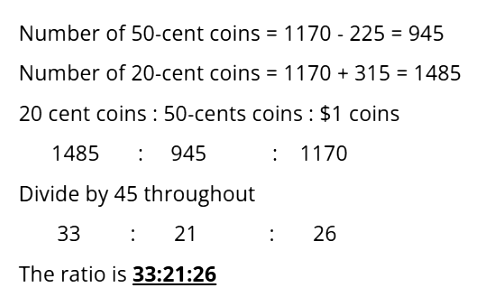 Number of 50-cent coins = 1170 - 225 = 945
Number of 20-cent coins = 1170 + 315 = 1485
20 cent coins : 50-cents coins : $1 coins
1485 : 945 : 1170
Divide by 45 throughout
33 : 21 : 26
The ratio is 33:21:26